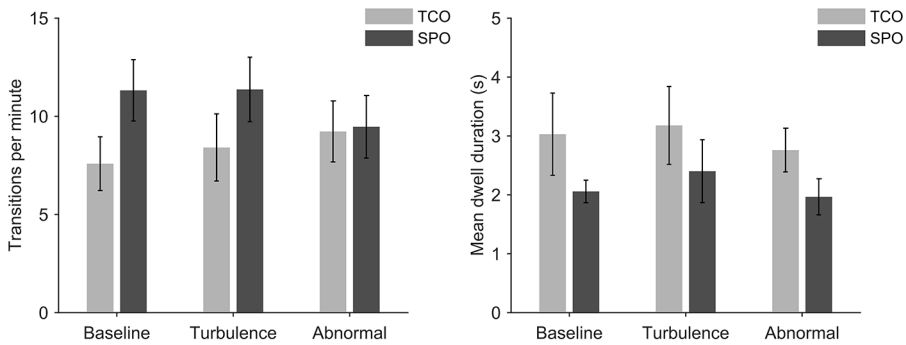 15
10
5
0
Transitions per minute
TCO
SPO
Baseline Turbulence Abnormal
5
4
3
2
1
0
Mean dwell duration (s)
TCO
SPO
Baseline Turbulence Abnormal